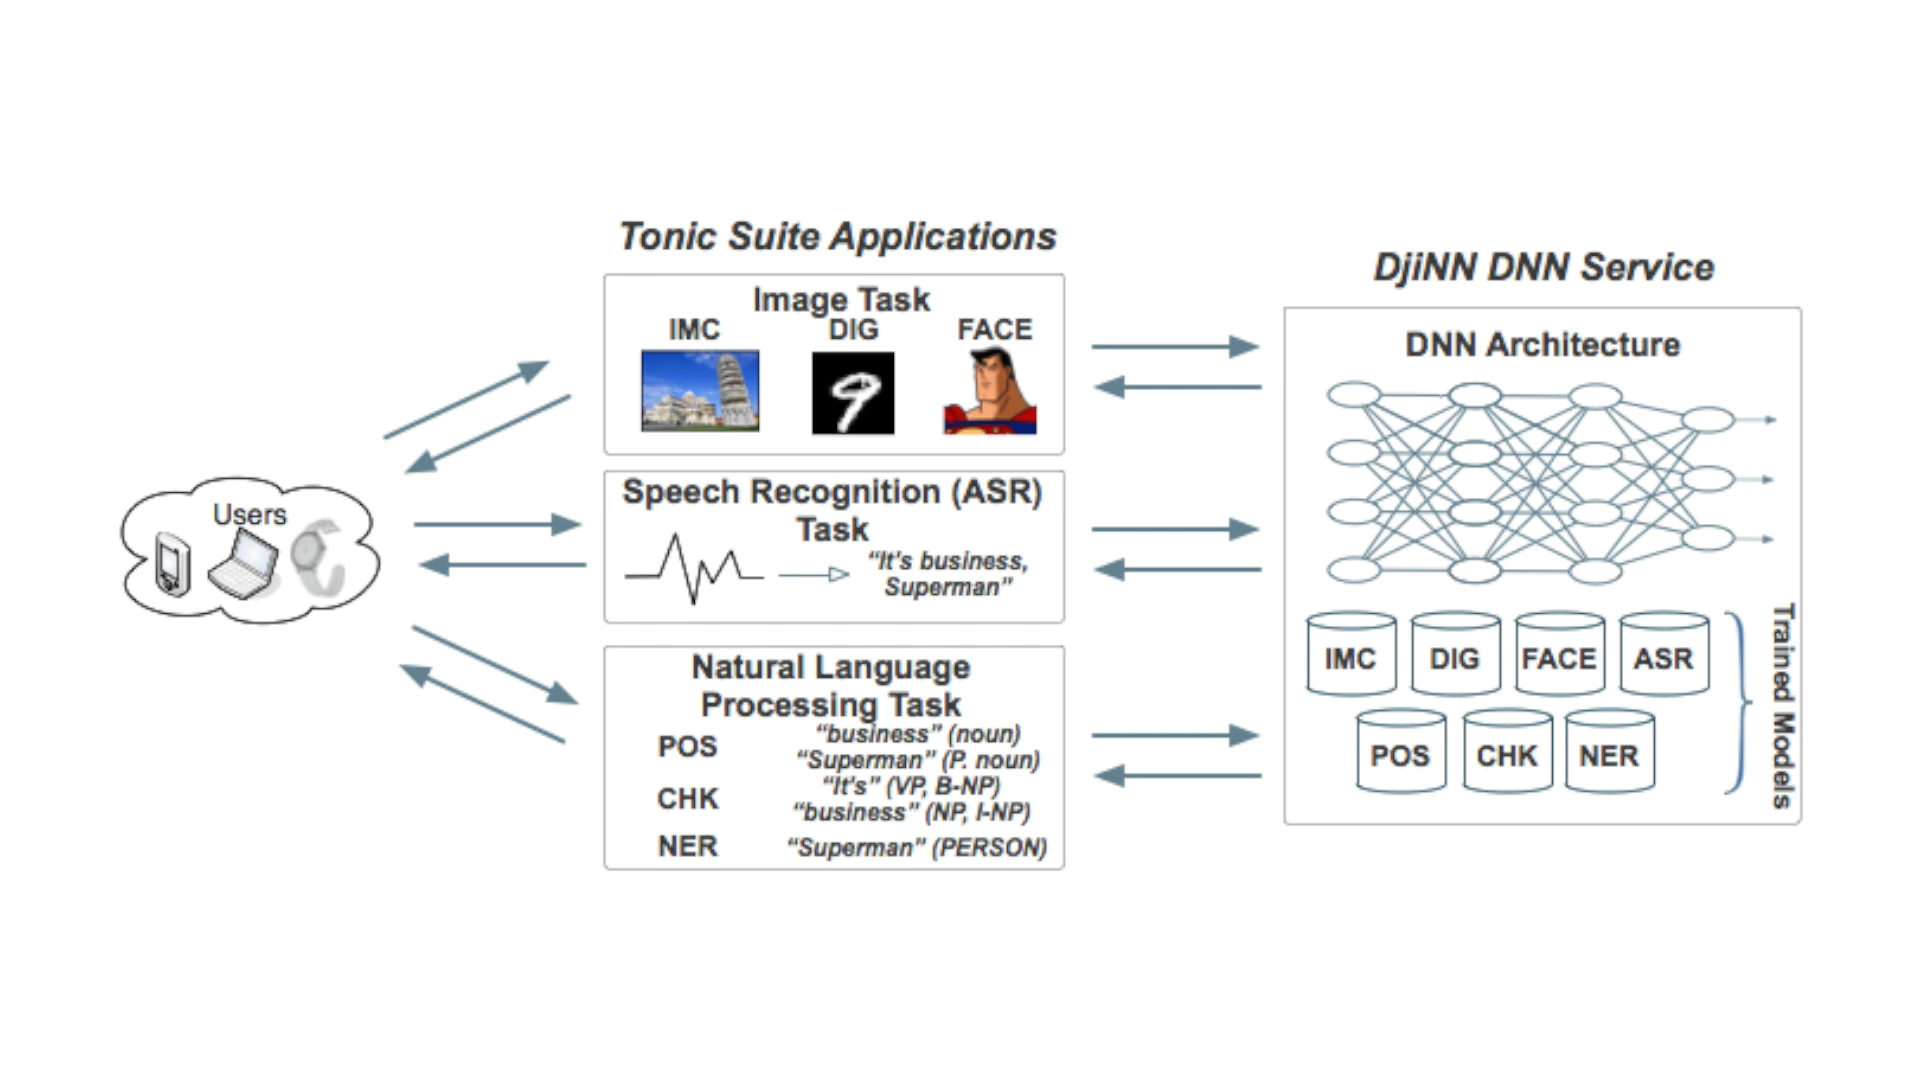 Tonic Suite Applications
Image Task
IMC DIG FACE
9
Users
Speech Recognition (ASR)
Task
“It's business,
Superman”
Natural Language
Processing Task
POS “business” (noun)
“Superman” (P. noun)
CHK “It's” (VP, B-NP)
“business” (NP, I-NP)
NER “Superman” (PERSON)
DjiNN DNN Service
DNN Architecture
IMC DIG FACE ASR
POS CHK NER
Trained Models